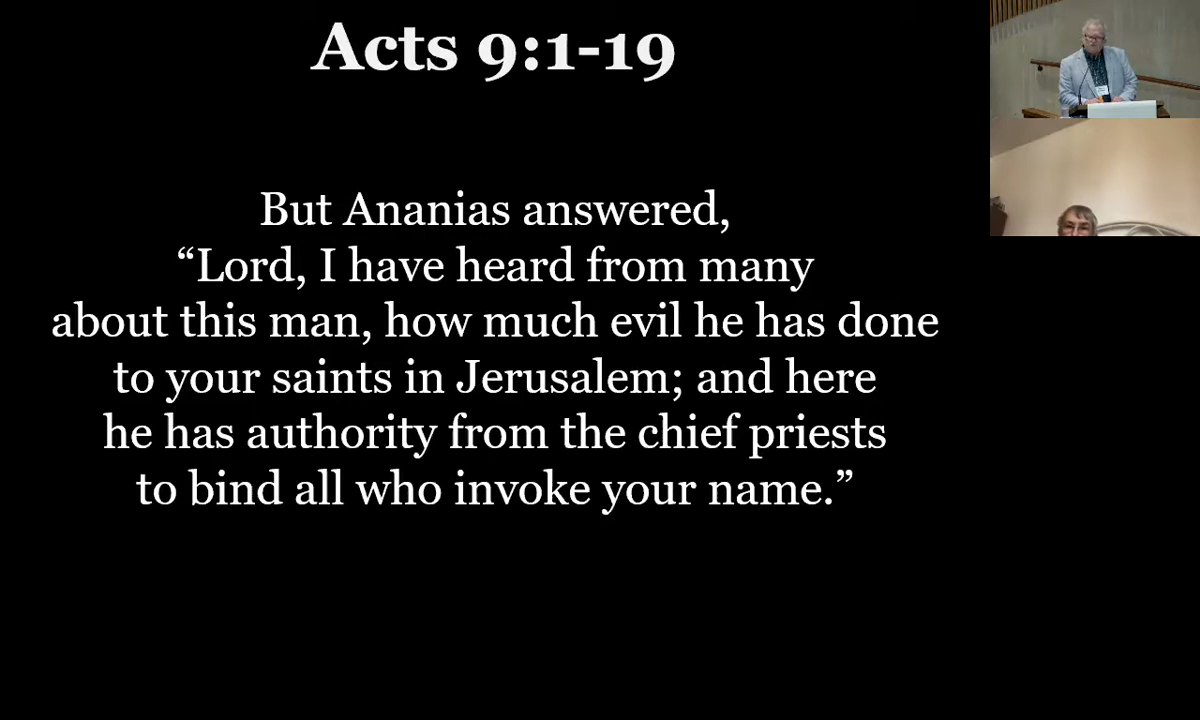 Acts 9:1-19
But Ananias answered,
“Lord, I have heard from many
about this man, how much evil he has done
to your saints in Jerusalem; and here
he has authority from the chief priests
to bind all who invoke your name.”